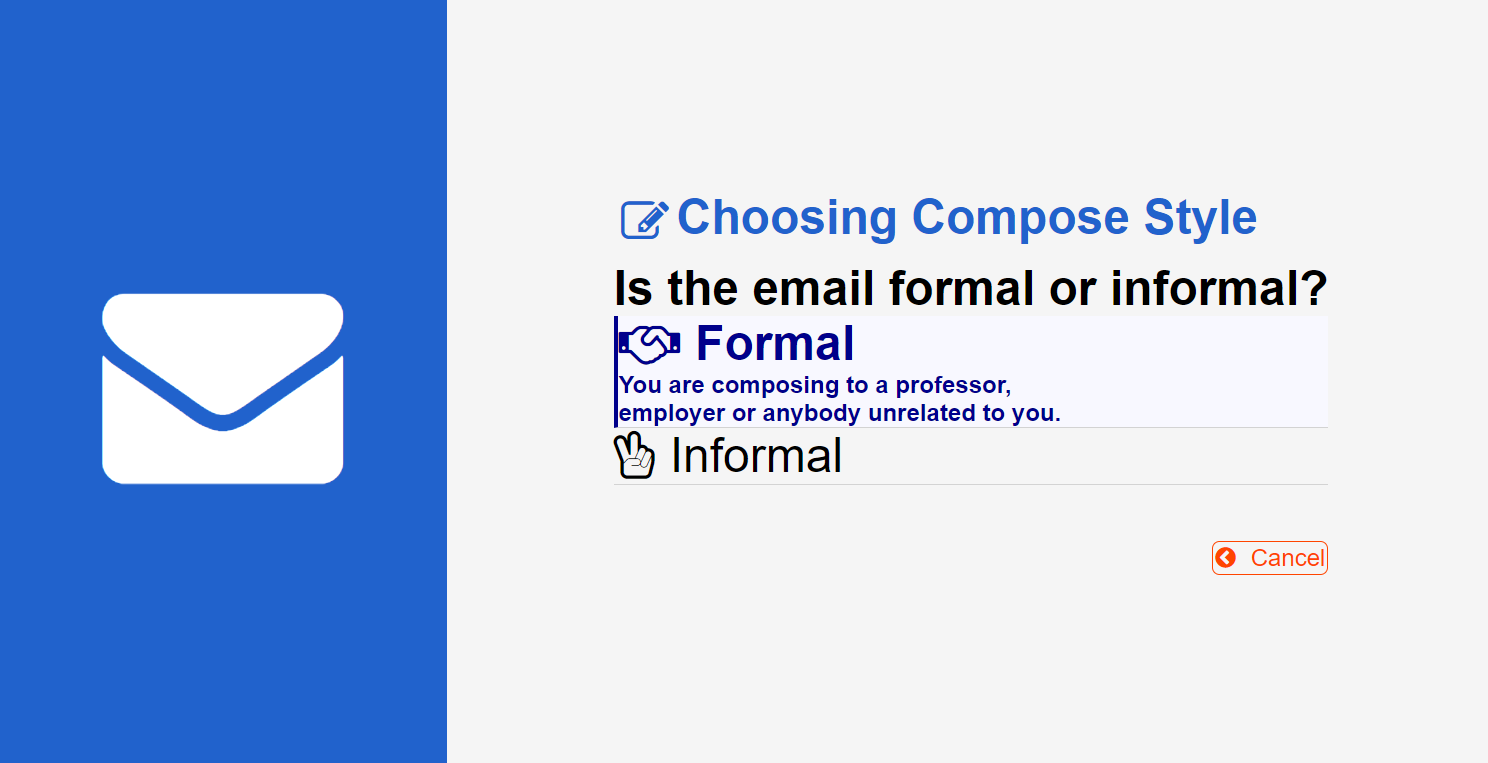 Choosing Compose Style
Is the email formal or informal?
Formal
You are composing to a professor,
employer or anybody unrelated to you.
Informal
Cancel